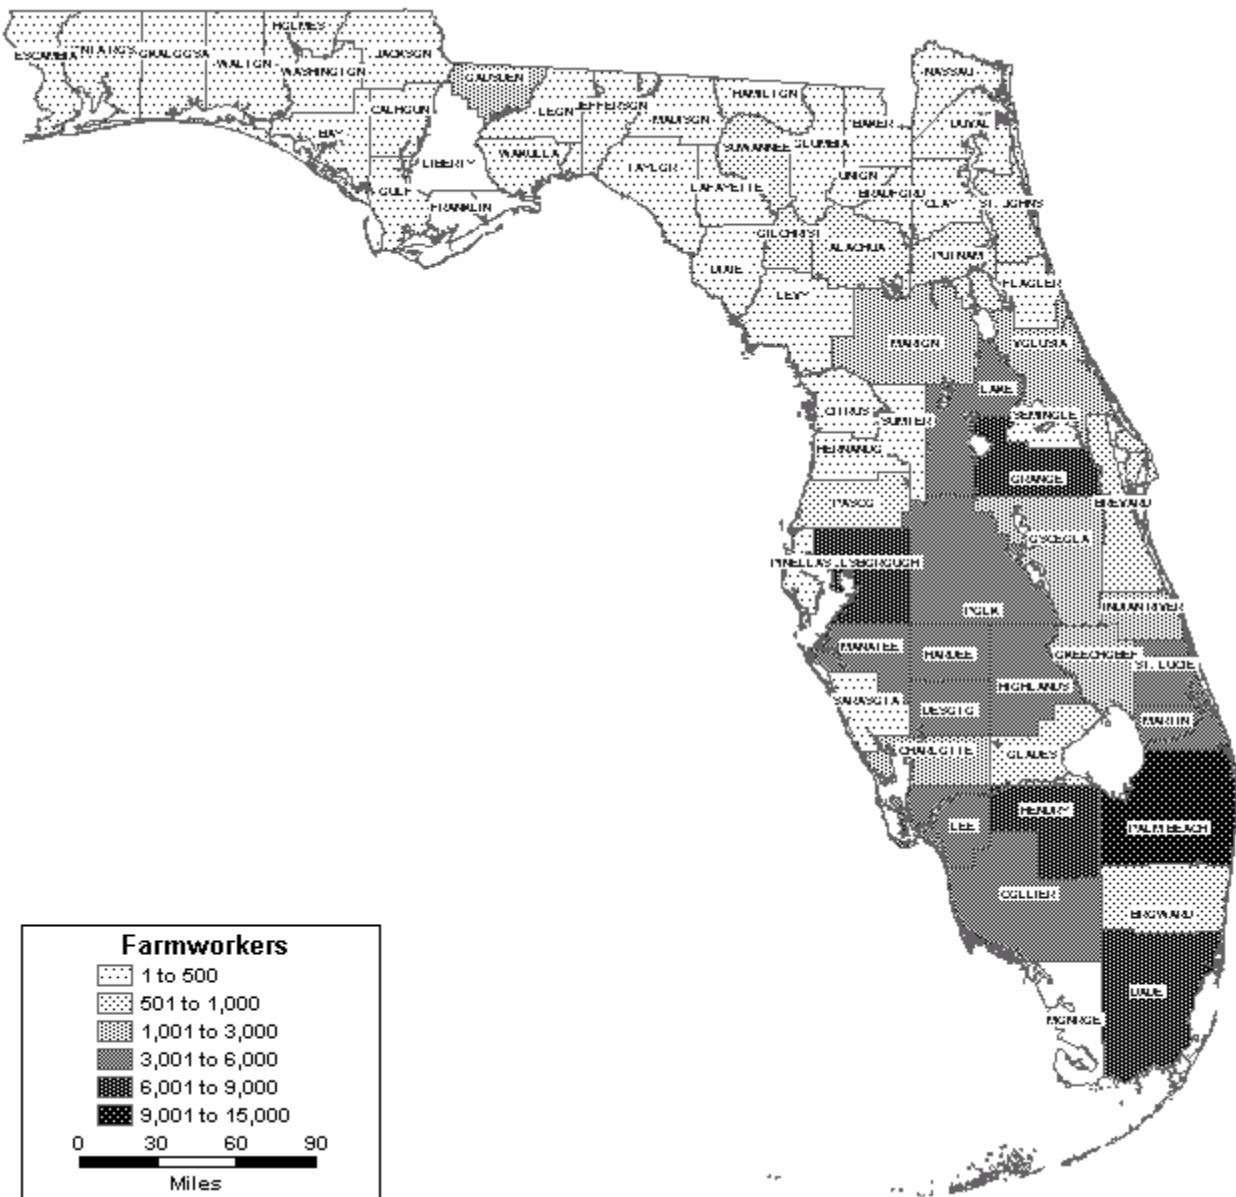 HOLMES
ESCAMBIA
OKALOOSA
WALTON
WASHINGTON
JACKSON
GADSDEN
CALHOUN
BAY
LIBERTY
GULF
FRANKLIN
LEON
WAKULLA
JEFFERSON
MADISON
HAMILTON
TAYLOR
LAFAYETTE
SUWANNEE
BAKER
NASSAU
DUVAL
UNION
BRADFORD
CLAY
ST. JOHNS
GILCHRIST
ALACHUA
PUTNAM
DIXIE
LEVY
FLAGLER
MARION
VOLUSIA
LAKE
CITRUS
SUMTER
SEMINOLE
HERNANDO
ORANGE
PASCO
BREVARD
OSCEOLA
PINELLAS
LSBOROUGH
POLK
INDIAN RIVER
MANATEE
HARDEE
OKEECHOBEE
ST. LUCIE
HIGHLANDS
SARASOTA
DESOTO
MARTIN
CHARLOTTE
GLADES
HENDRY
LEE
PALM BEACH
COLLIER
BROWARD
DADE
MONROE
Farmworkers
1 to 500
501 to 1,000
1,001 to 3,000
3,001 to 6,000
6,001 to 9,000
9,001 to 15,000
0 30 60 90
Miles